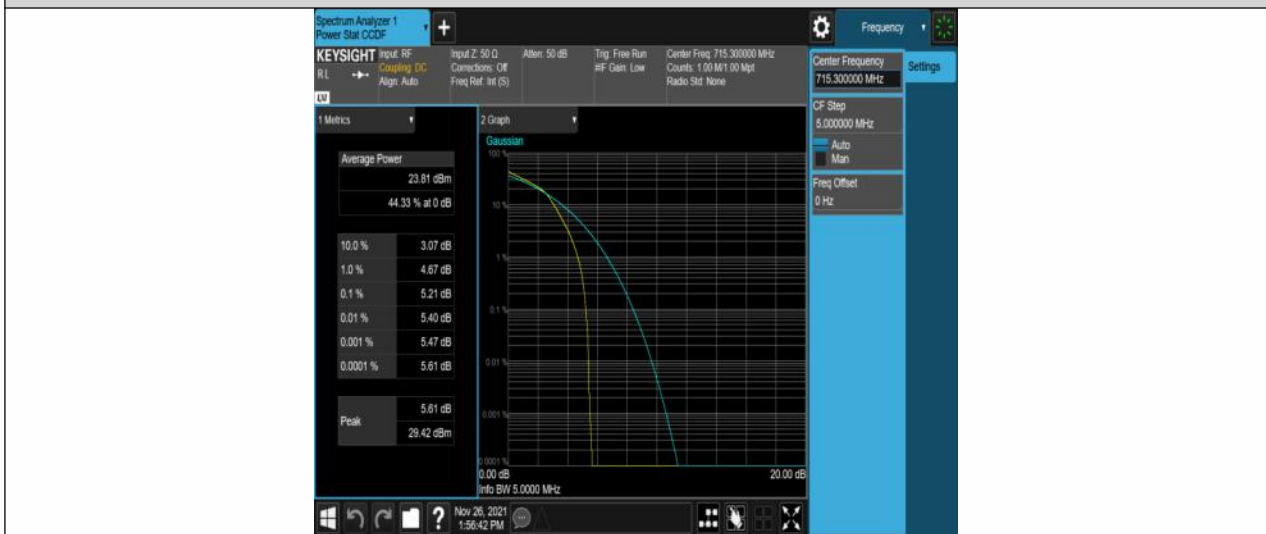 Spectrum Analyzer 1
Power Stat CCDF
Frequency
KEYSIGHT
Input: RF
Coupling: DC
Align: Auto
RL
LXI
Input Z: 50 Ω
Corrections: Off
Freq Ref: Int (S)
Atten: 50 dB
Trig: Free Run
#IF Gain: Low
Center Freq: 715.300000 MHz
Counts: 1.00 M/1.00 Mpt
Radio Std: None
Center Frequency
715.300000 MHz
Settings
CF Step
5.000000 MHz
Auto
Man
Freq Offset
0 Hz
1 Metrics
Average Power
23.81 dBm
44.33 % at 0 dB
10.0 % 3.07 dB
1.0 % 4.67 dB
0.1 % 5.21 dB
0.01 % 5.40 dB
0.001 % 5.47 dB
0.0001 % 5.61 dB
Peak
5.61 dB
29.42 dBm
2 Graph
Gaussian
100 %
10 %
1 %
0.1 %
0.01 %
0.001 %
0.0001 %
0.00 dB 20.00 dB
Info BW 5.0000 MHz
Nov 26, 2021
1:56:42 PM